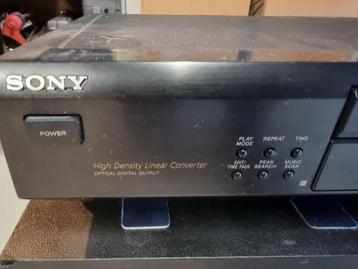 SONY
POWER
PLAY MODE REPEAT TIME
EDIT/TIME FADE PEAK SEARCH MUSIC SCAN
High Density Linear Converter
OPTICAL DIGITAL OUTPUT